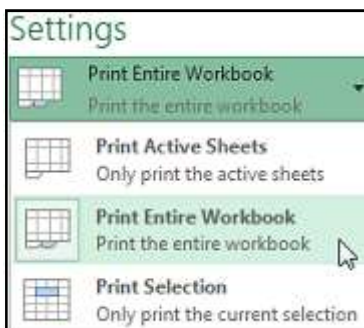 Settings
Print Entire Workbook
Print the entire workbook
Print Active Sheets
Only print the active sheets
Print Entire Workbook
Print the entire workbook
Print Selection
Only print the current selection